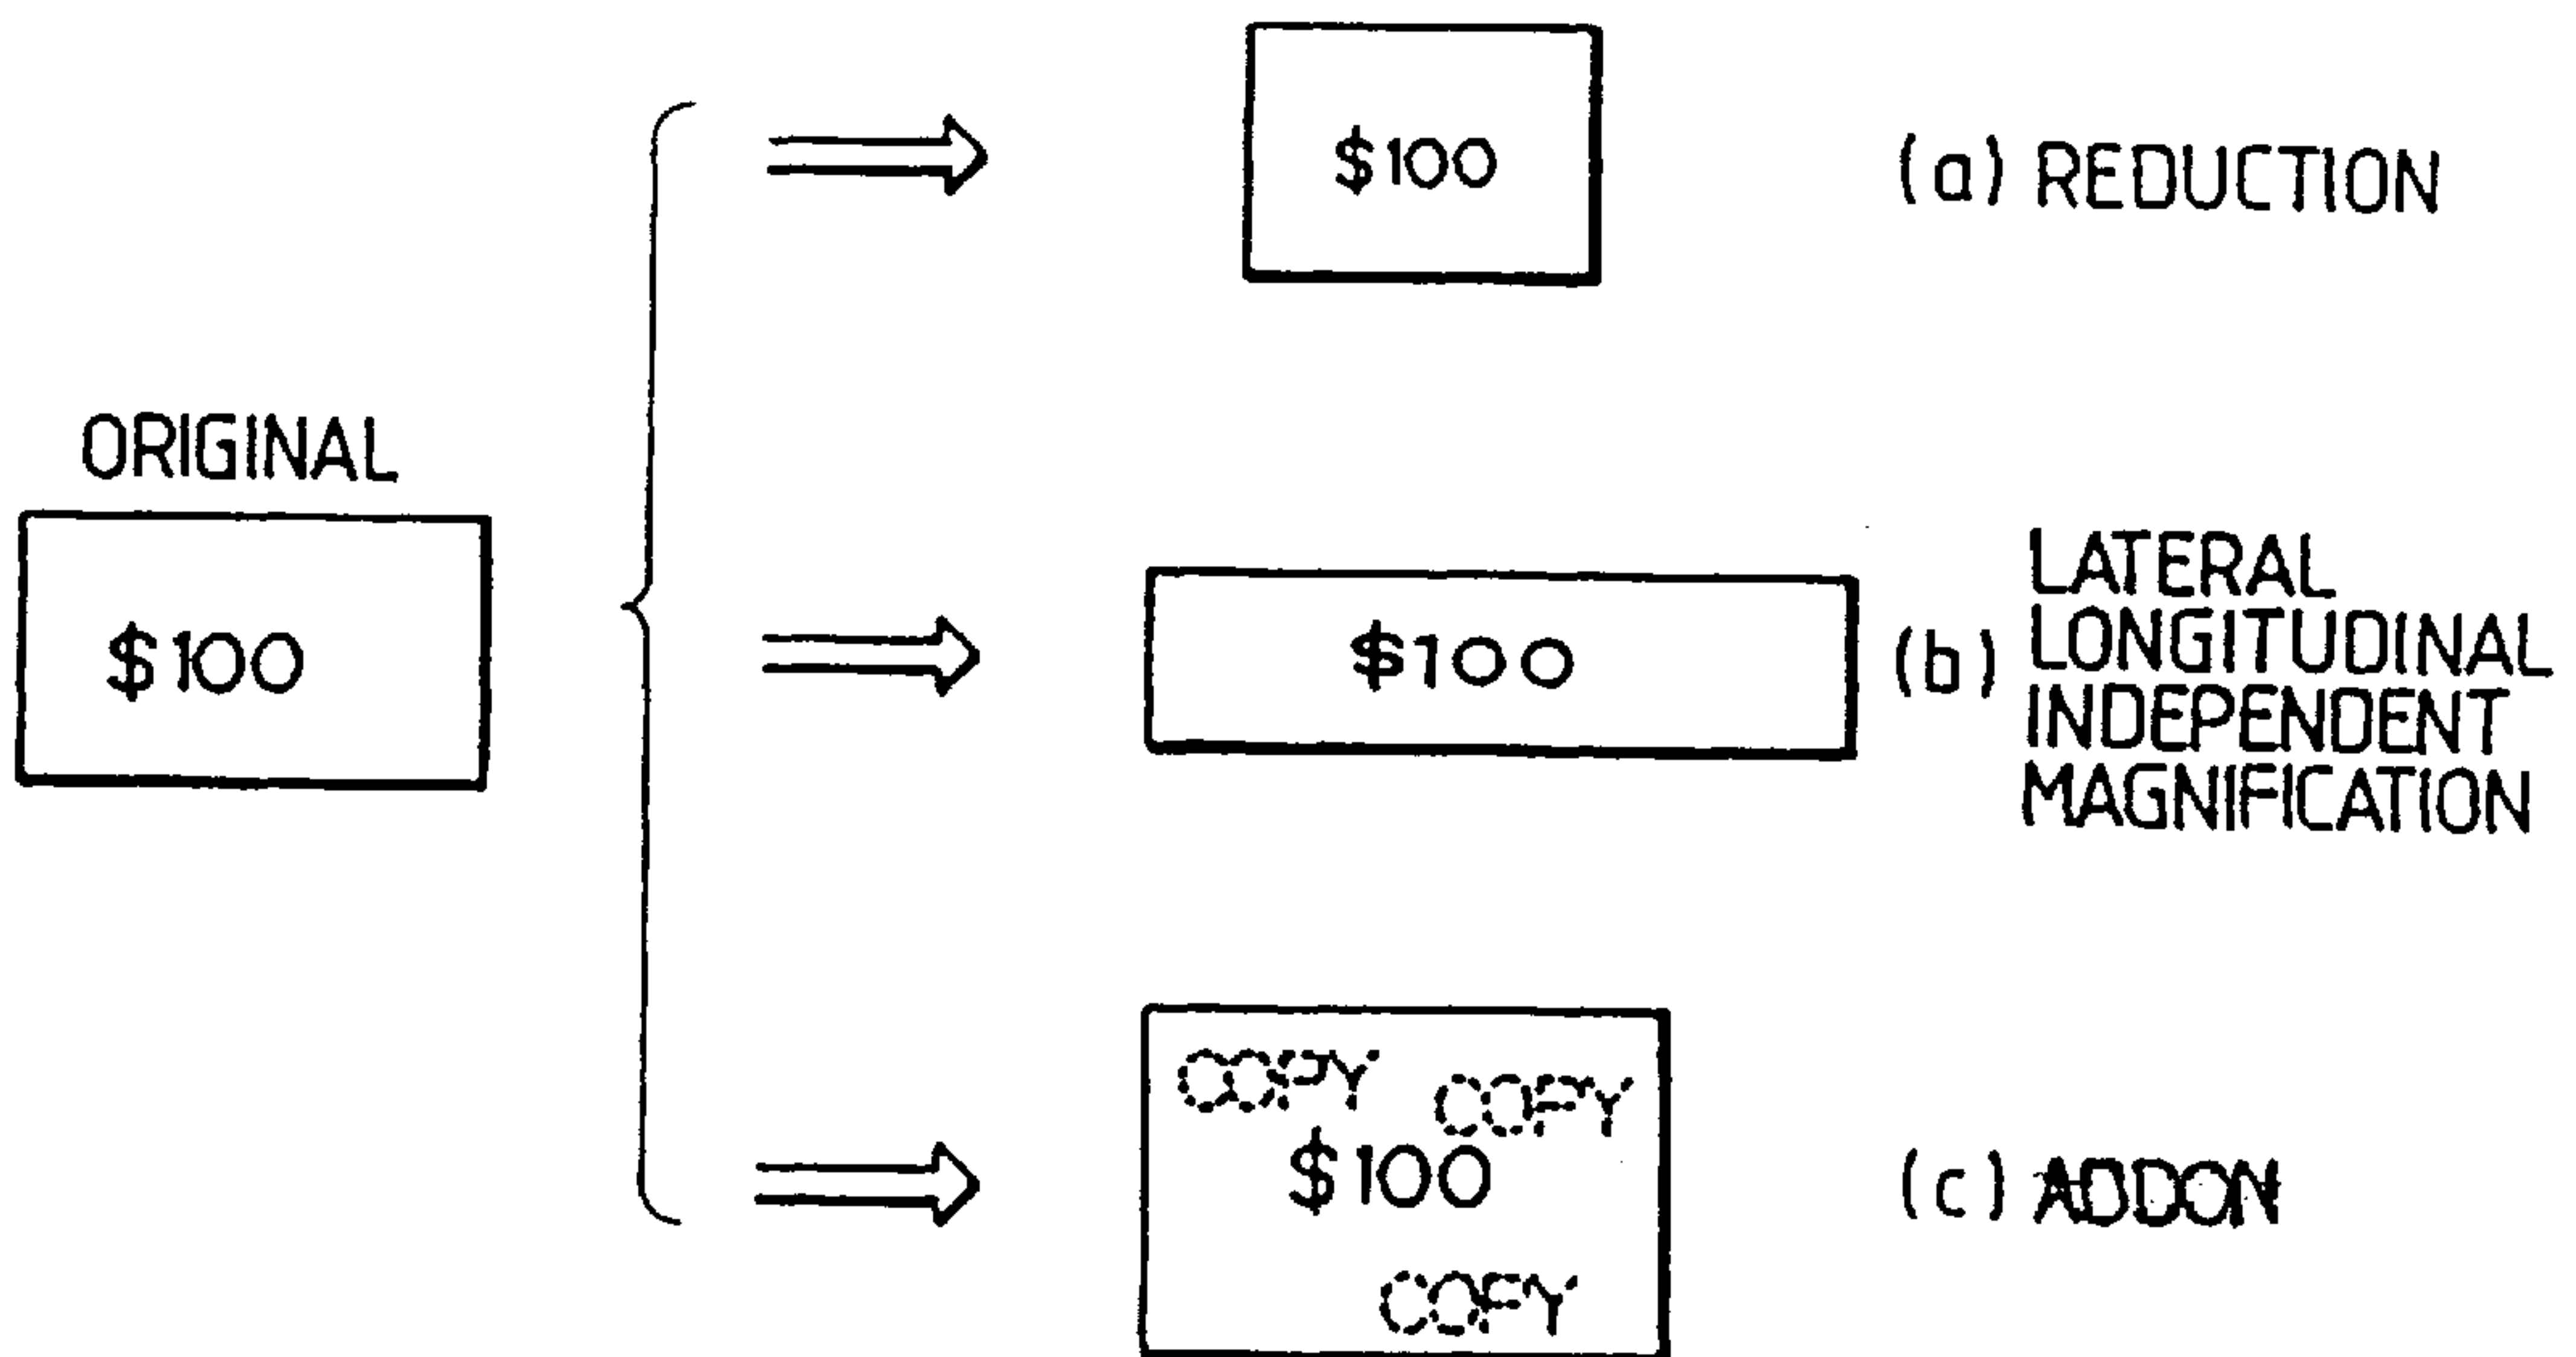 ORIGINAL
$100
$100
(a) REDUCTION
$100
(b) LATERAL
LONGITUDINAL
INDEPENDENT
MAGNIFICATION
COPY
COPY
$100
COPY
(c) ADDON